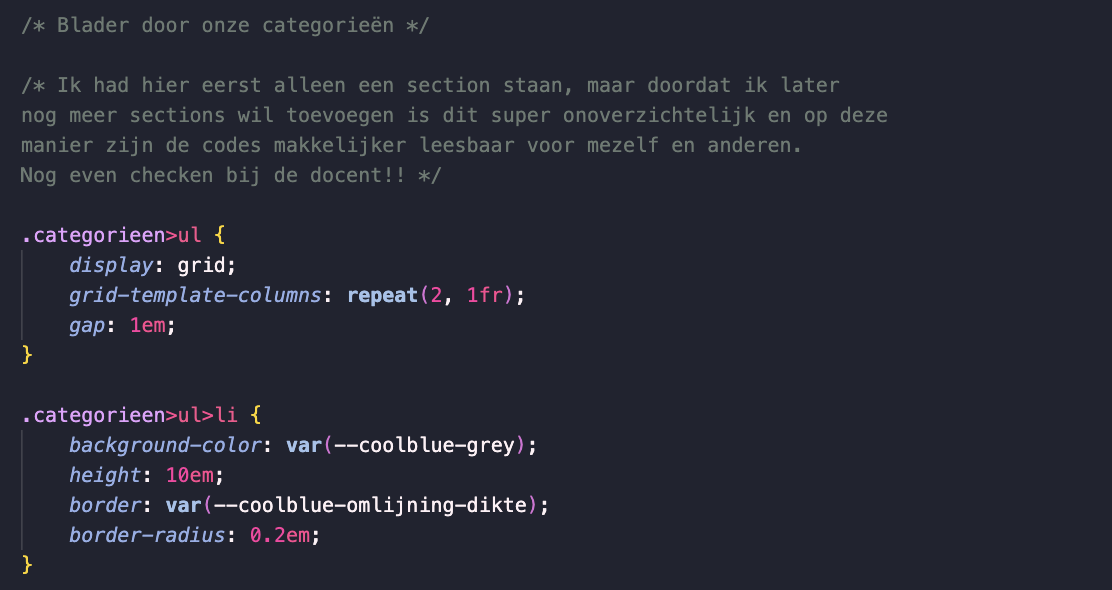 /* Blader door onze categorieën */
/* Ik had hier eerst alleen een section staan, maar doordat ik later
nog meer sections wil toevoegen is dit super onoverzichtelijk en op deze
manier zijn de codes makkelijker leesbaar voor mezelf en anderen.
Nog even checken bij de docent!! */
.categorieen>ul {
    display: grid;
    grid-template-columns: repeat(2, 1fr);
    gap: 1em;
}
.categorieen>ul>li {
    background-color: var(--coolblue-grey);
    height: 10em;
    border: var(--coolblue-omlijning-dikte);
    border-radius: 0.2em;
}